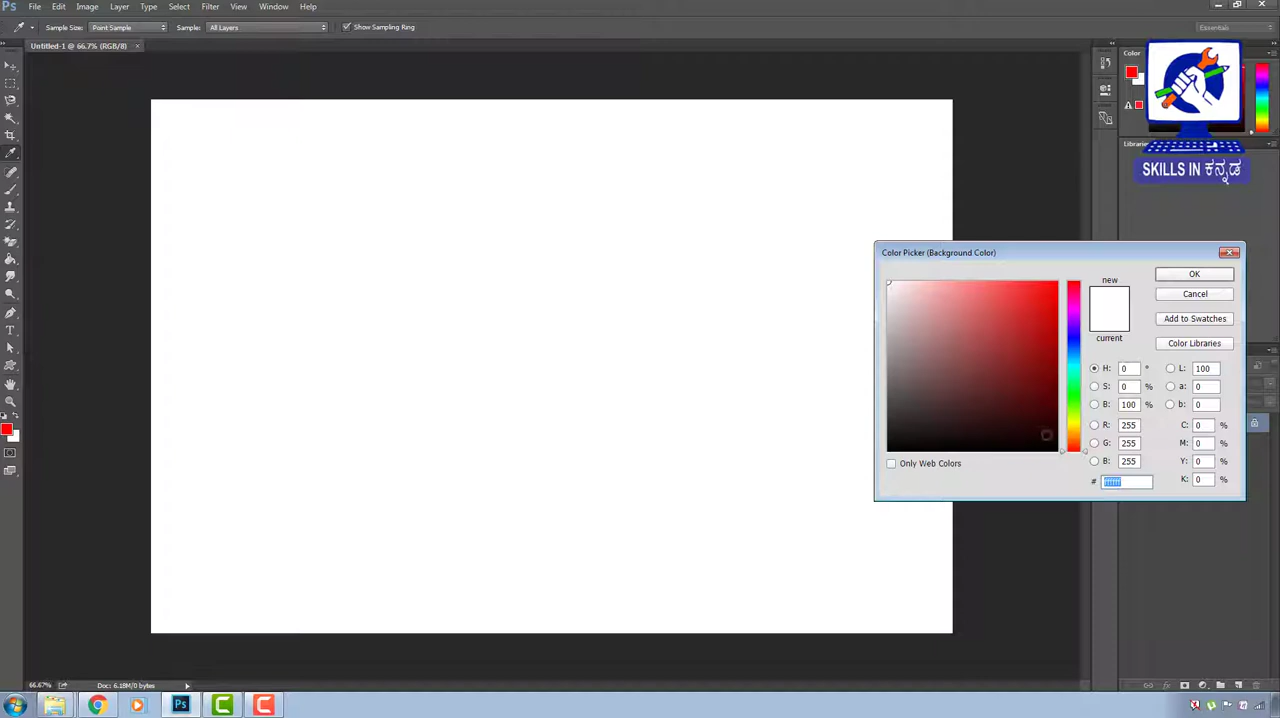 Ps File Edit Image Layer Type Select Filter View Window Help
Sample Size: Point Sample Sample: All Layers Show Sampling Ring Essentials
Untitled-1 @ 66.7% (RGB/8) ×
Color
Libraries
SKILLS IN ಕನ್ನಡ
Color Picker (Background Color)
new
current
OK
Cancel
Add to Swatches
Color Libraries
H: 0 ° L: 100
S: 0 % a: 0
B: 100 % b: 0
R: 255 C: 0 %
G: 255 M: 0 %
B: 255 Y: 0 %
# ffffff K: 0 %
Only Web Colors
66.67% Doc: 6.18M/0 bytes
Ps